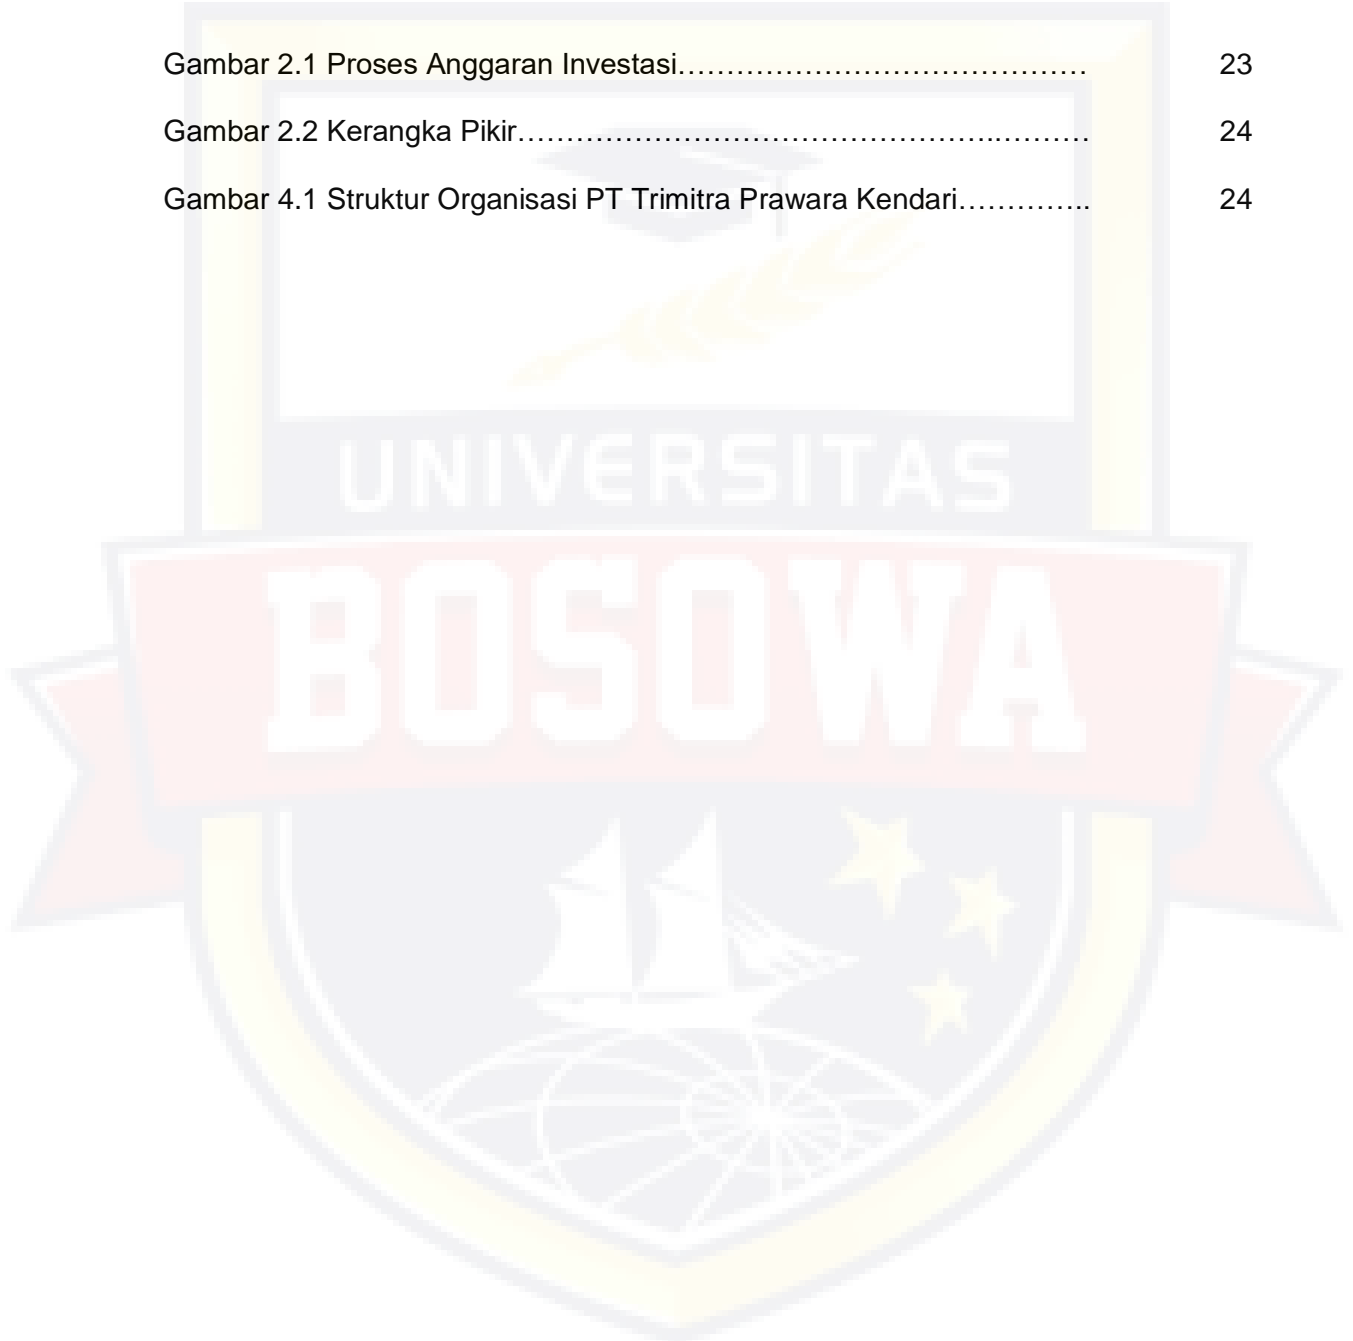 Gambar 2.1 Proses Anggaran Investasi…………………………………… 23
Gambar 2.2 Kerangka Pikir…………………………………………..……… 24
Gambar 4.1 Struktur Organisasi PT Trimitra Prawara Kendari………….. 24
UNIVERSITAS
BOSOWA